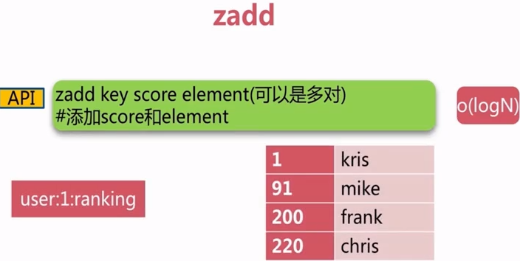 zadd
API
zadd key score element(可以是多对)
#添加score和element
o(logN)
user:1:ranking
1 kris
91 mike
200 frank
220 chris